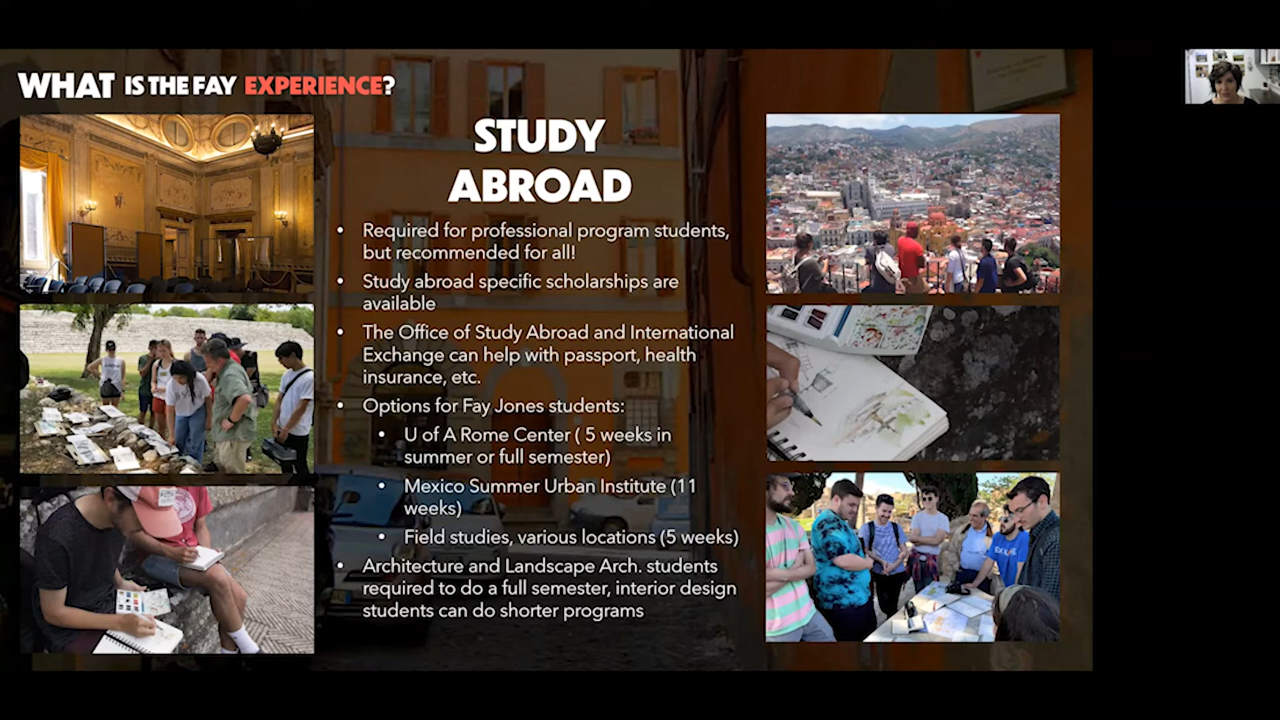 WHAT IS THE FAY EXPERIENCE?
STUDY
ABROAD
• Required for professional program students,
but recommended for all!
• Study abroad specific scholarships are
available
• The Office of Study Abroad and International
Exchange can help with passport, health
insurance, etc.
• Options for Fay Jones students:
• U of A Rome Center ( 5 weeks in
summer or full semester)
• Mexico Summer Urban Institute (11
weeks)
• Field studies, various locations (5 weeks)
• Architecture and Landscape Arch. students
required to do a full semester, interior design
students can do shorter programs